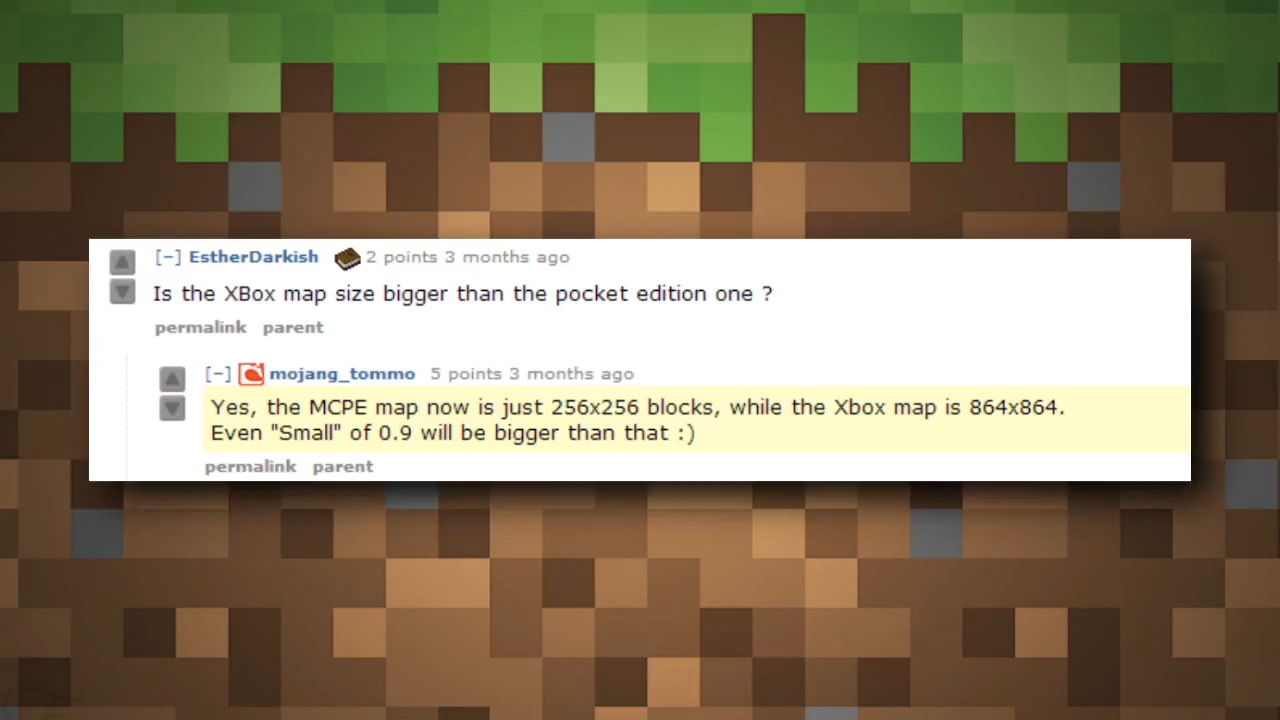 [−] EstherDarkish 2 points 3 months ago
Is the XBox map size bigger than the pocket edition one ?
permalink parent
[−] mojang_tommo 5 points 3 months ago
Yes, the MCPE map now is just 256x256 blocks, while the Xbox map is 864x864.
Even "Small" of 0.9 will be bigger than that :)
permalink parent